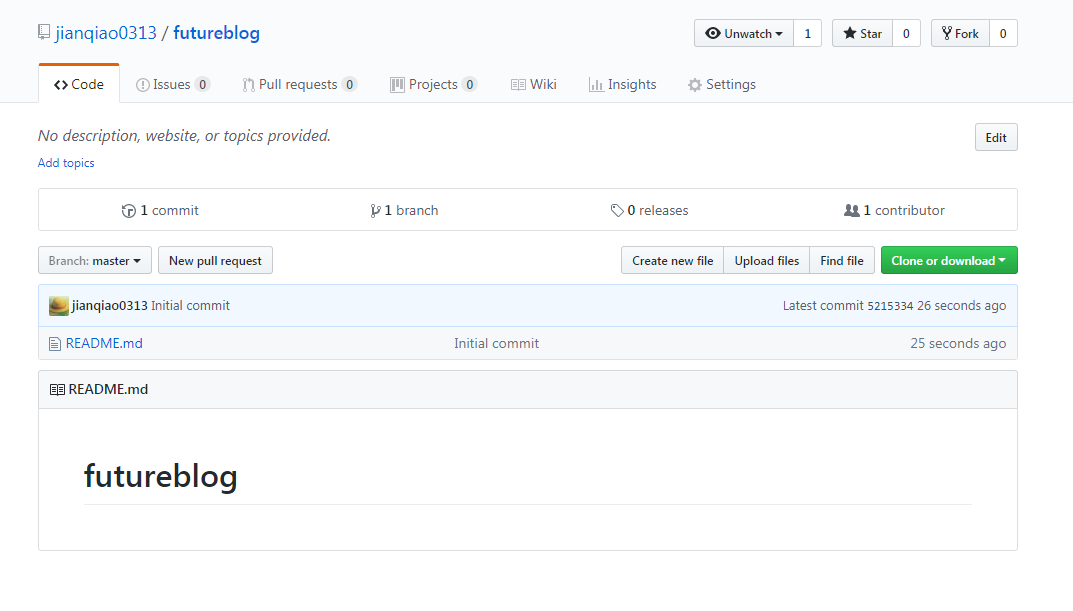 jianqiao0313 / futureblog
Unwatch 1 Star 0 Fork 0
Code Issues 0 Pull requests 0 Projects 0 Wiki Insights Settings
No description, website, or topics provided.
Edit
Add topics
1 commit 1 branch 0 releases 1 contributor
Branch: master New pull request Create new file Upload files Find file Clone or download
jianqiao0313 Initial commit Latest commit 5215334 26 seconds ago
README.md Initial commit 25 seconds ago
README.md
futureblog